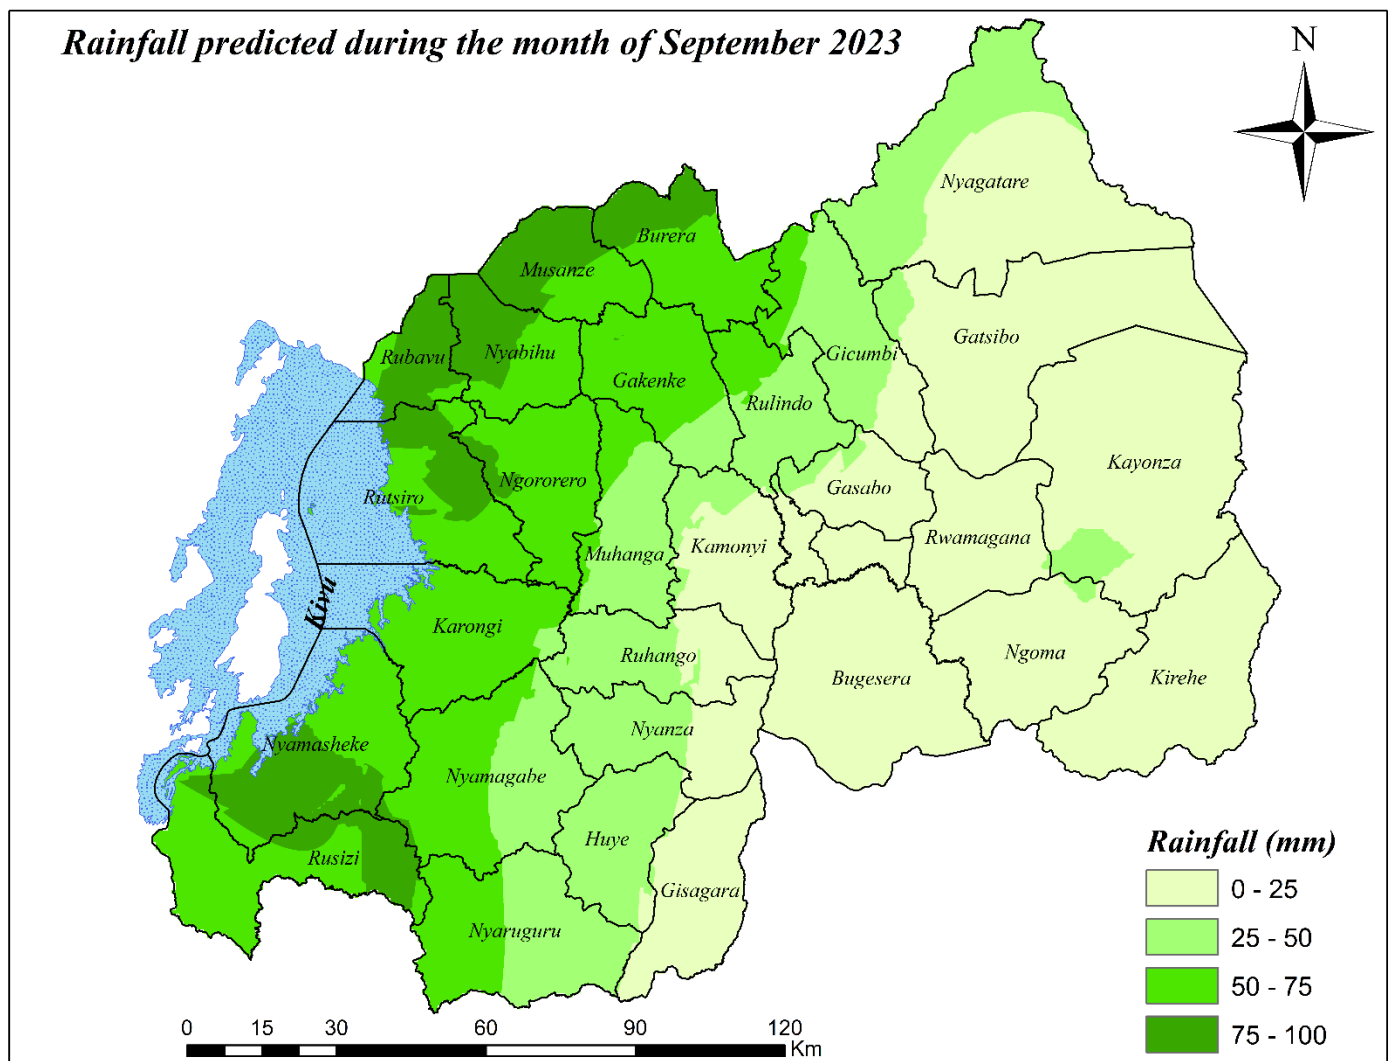 Rainfall predicted during the month of September 2023
N
Nyagatare
Burera
Musanze
Rubavu
Nyabihu
Gakenke
Gicumbi
Gatsibo
Rulindo
Kayonza
Rutsiro
Ngororero
Gasabo
Muhanga
Kamonyi
Rwamagana
Kivu
Karongi
Ruhango
Bugesera
Ngoma
Kirehe
Nyamasheke
Nyanza
Nyamagabe
Huye
Rusizi
Gisagara
Nyaruguru
Rainfall (mm)
0 - 25
25 - 50
50 - 75
75 - 100
0 15 30 60 90 120
Km